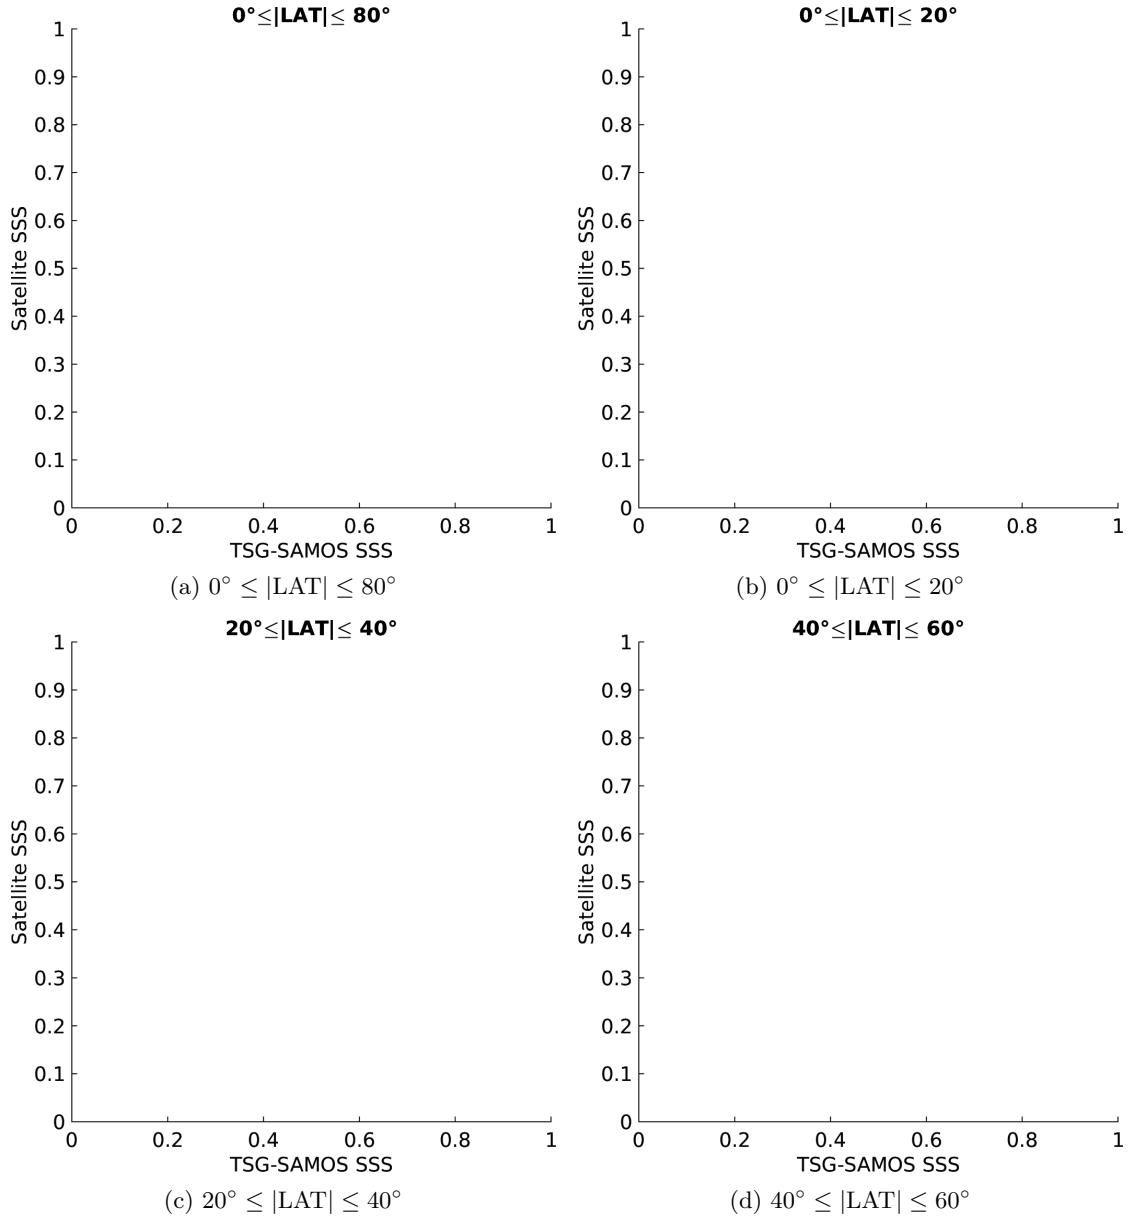 0°≤|LAT|≤ 80°
1
0.9
0.8
0.7
0.6
0.5
0.4
0.3
0.2
0.1
0
Satellite SSS
0 0.2 0.4 0.6 0.8 1
TSG-SAMOS SSS
(a) 0° ≤ |LAT| ≤ 80°
0°≤|LAT|≤ 20°
1
0.9
0.8
0.7
0.6
0.5
0.4
0.3
0.2
0.1
0
Satellite SSS
0 0.2 0.4 0.6 0.8 1
TSG-SAMOS SSS
(b) 0° ≤ |LAT| ≤ 20°
20°≤|LAT|≤ 40°
1
0.9
0.8
0.7
0.6
0.5
0.4
0.3
0.2
0.1
0
Satellite SSS
0 0.2 0.4 0.6 0.8 1
TSG-SAMOS SSS
(c) 20° ≤ |LAT| ≤ 40°
40°≤|LAT|≤ 60°
1
0.9
0.8
0.7
0.6
0.5
0.4
0.3
0.2
0.1
0
Satellite SSS
0 0.2 0.4 0.6 0.8 1
TSG-SAMOS SSS
(d) 40° ≤ |LAT| ≤ 60°